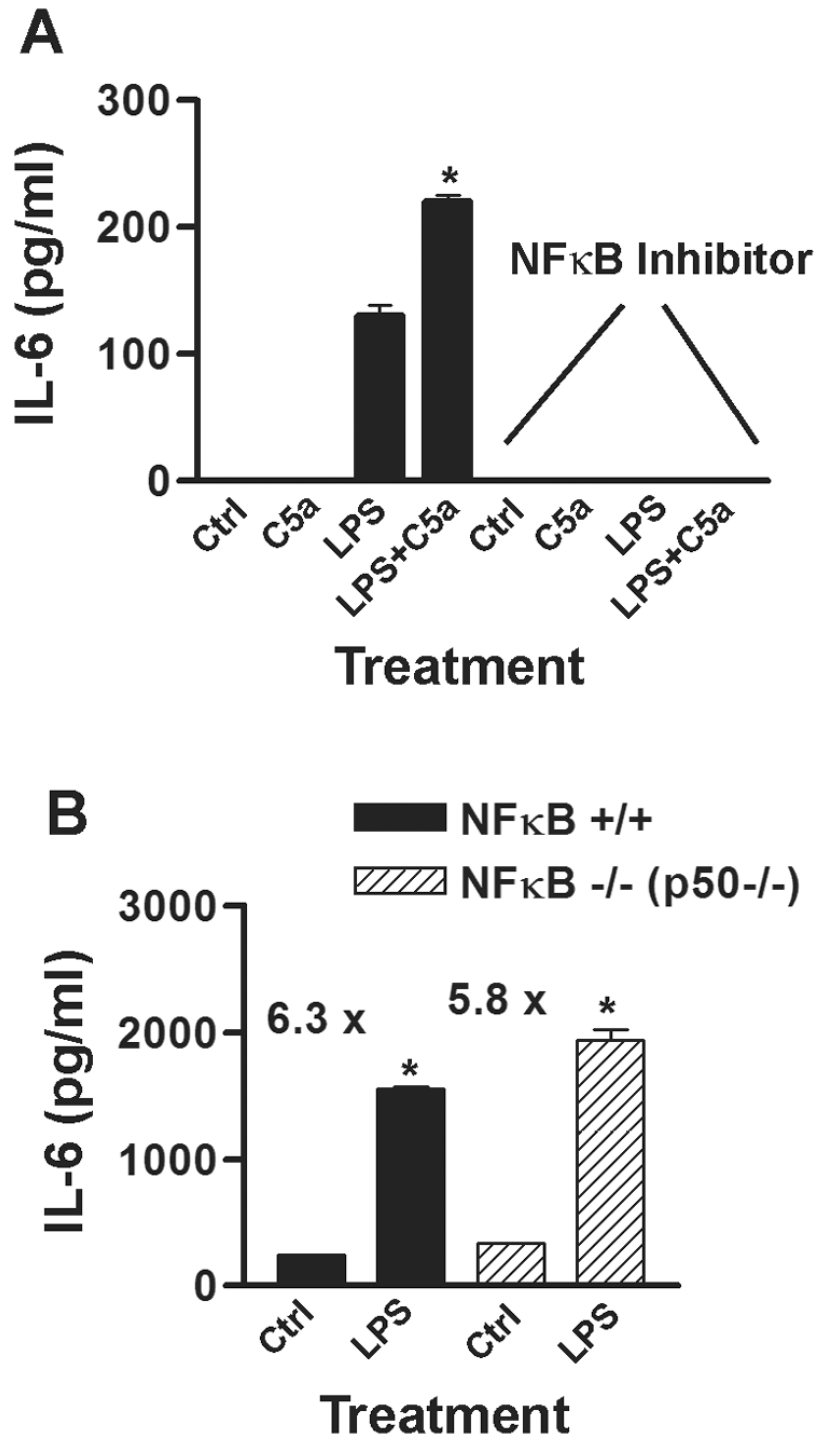 A
IL-6 (pg/ml)
300
200
100
0
*
NFκB Inhibitor
Ctrl
C5a
LPS
LPS+C5a
Ctrl
C5a
LPS
LPS+C5a
Treatment
B
NFκB +/+
NFκB -/- (p50-/-)
IL-6 (pg/ml)
3000
2000
1000
0
6.3 x
*
5.8 x
*
Ctrl
LPS
Ctrl
LPS
Treatment